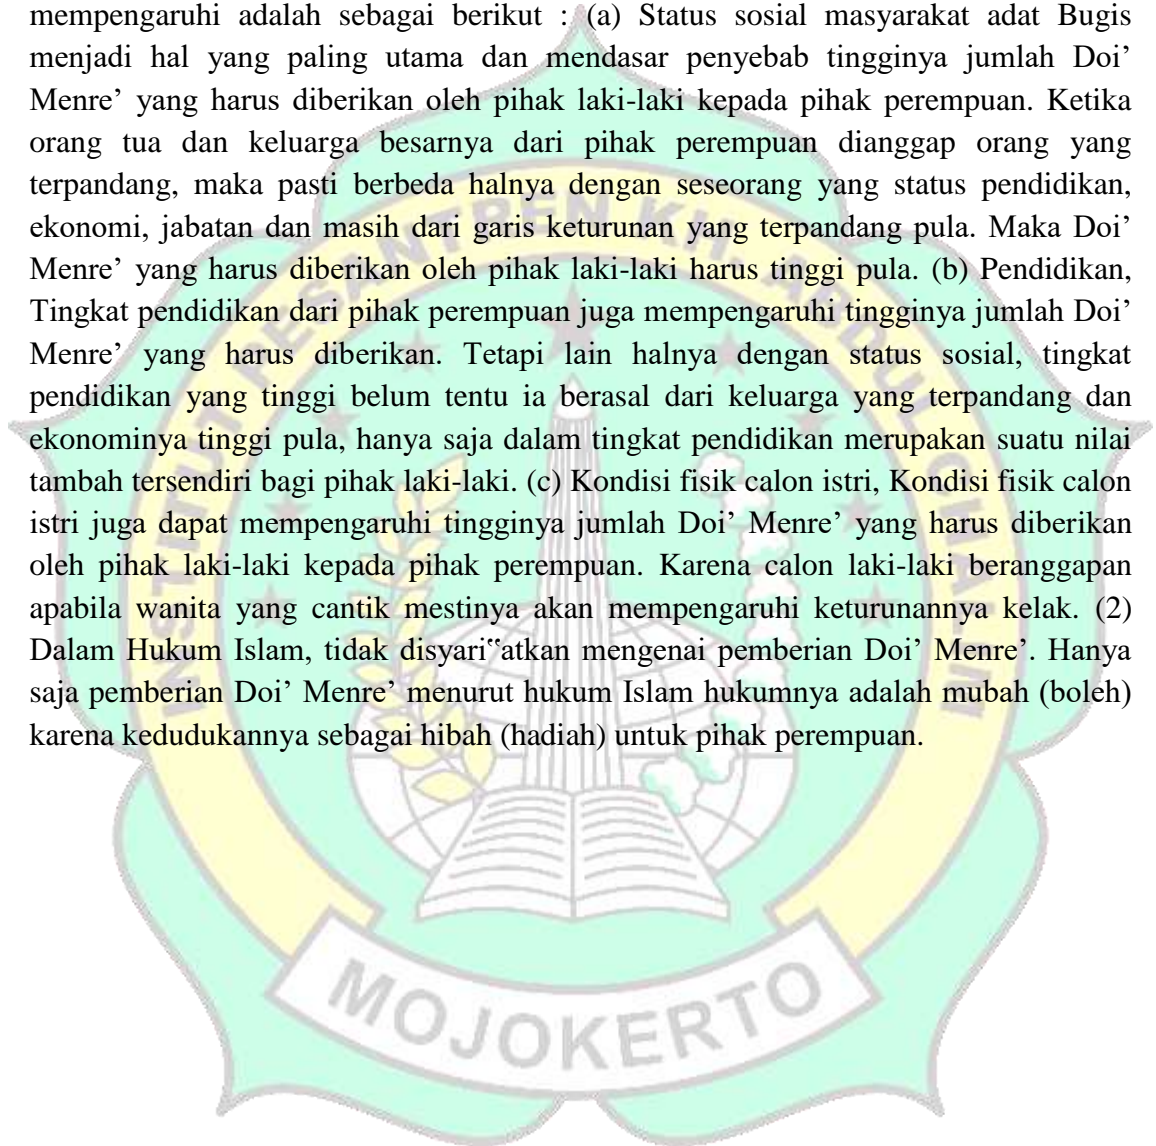 mempengaruhi adalah sebagai berikut : (a) Status sosial masyarakat adat Bugis
menjadi hal yang paling utama dan mendasar penyebab tingginya jumlah Doi’
Menre’ yang harus diberikan oleh pihak laki-laki kepada pihak perempuan. Ketika
orang tua dan keluarga besarnya dari pihak perempuan dianggap orang yang
terpandang, maka pasti berbeda halnya dengan seseorang yang status pendidikan,
ekonomi, jabatan dan masih dari garis keturunan yang terpandang pula. Maka Doi’
Menre’ yang harus diberikan oleh pihak laki-laki harus tinggi pula. (b) Pendidikan,
Tingkat pendidikan dari pihak perempuan juga mempengaruhi tingginya jumlah Doi’
Menre’ yang harus diberikan. Tetapi lain halnya dengan status sosial, tingkat
pendidikan yang tinggi belum tentu ia berasal dari keluarga yang terpandang dan
ekonominya tinggi pula, hanya saja dalam tingkat pendidikan merupakan suatu nilai
tambah tersendiri bagi pihak laki-laki. (c) Kondisi fisik calon istri, Kondisi fisik calon
istri juga dapat mempengaruhi tingginya jumlah Doi’ Menre’ yang harus diberikan
oleh pihak laki-laki kepada pihak perempuan. Karena calon laki-laki beranggapan
apabila wanita yang cantik mestinya akan mempengaruhi keturunannya kelak. (2)
Dalam Hukum Islam, tidak disyari‟atkan mengenai pemberian Doi’ Menre’. Hanya
saja pemberian Doi’ Menre’ menurut hukum Islam hukumnya adalah mubah (boleh)
karena kedudukannya sebagai hibah (hadiah) untuk pihak perempuan.
INSTITUT PESANTREN KH. ABDUL CHALIM
MOJOKERTO